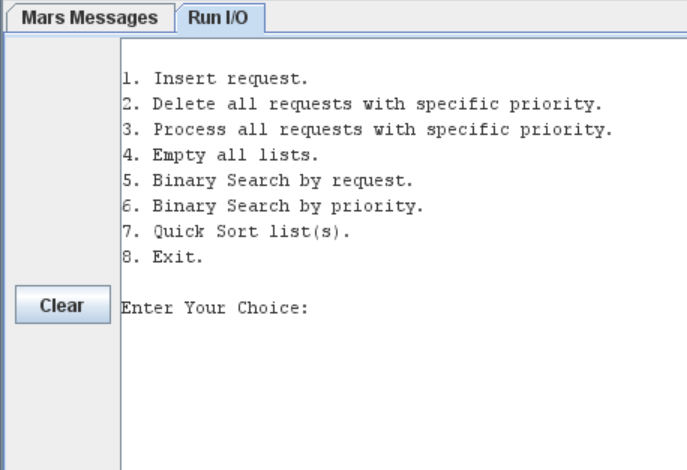 Mars Messages Run I/O
1. Insert request.
2. Delete all requests with specific priority.
3. Process all requests with specific priority.
4. Empty all lists.
5. Binary Search by request.
6. Binary Search by priority.
7. Quick Sort list(s).
8. Exit.
Clear
Enter Your Choice: